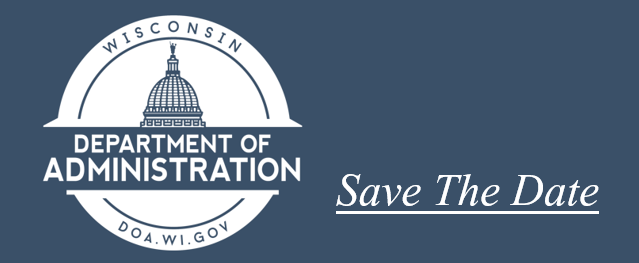 WISCONSIN
DEPARTMENT OF
ADMINISTRATION
DOA.WI.GOV
Save The Date